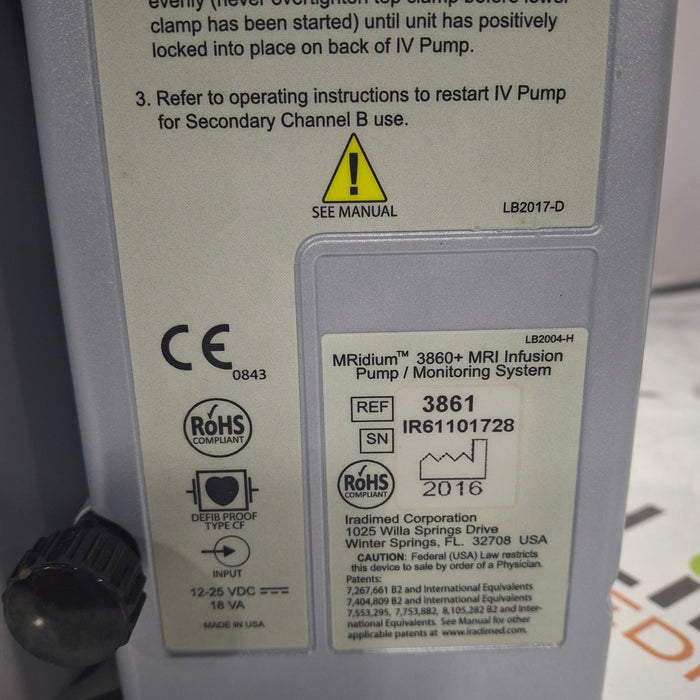 evenly (never overtighten top clamp before lower
clamp has been started) until unit has positively
locked into place on back of IV Pump.
3. Refer to operating instructions to restart IV Pump
for Secondary Channel B use.
!
SEE MANUAL
LB2017-D
CE
0843
RoHS
COMPLIANT
DEFIB PROOF
TYPE CF
INPUT
12-25 VDC
18 VA
MADE IN USA
LB2004-H
MRidium™ 3860+ MRI Infusion
Pump / Monitoring System
REF 3861
SN IR61101728
2016
RoHS
COMPLIANT
Iradimed Corporation
1025 Willa Springs Drive
Winter Springs, FL. 32708 USA
CAUTION: Federal (USA) Law restricts
this device to sale by order of a Physician.
Patents:
7,267,661 B2 and International Equivalents
7,404,809 B2 and International Equivalents
7,553,295, 7,753,882, 8,105,282 B2 and Inter-
national Equivalents. See Manual for other
applicable patents at www.iradimed.com.